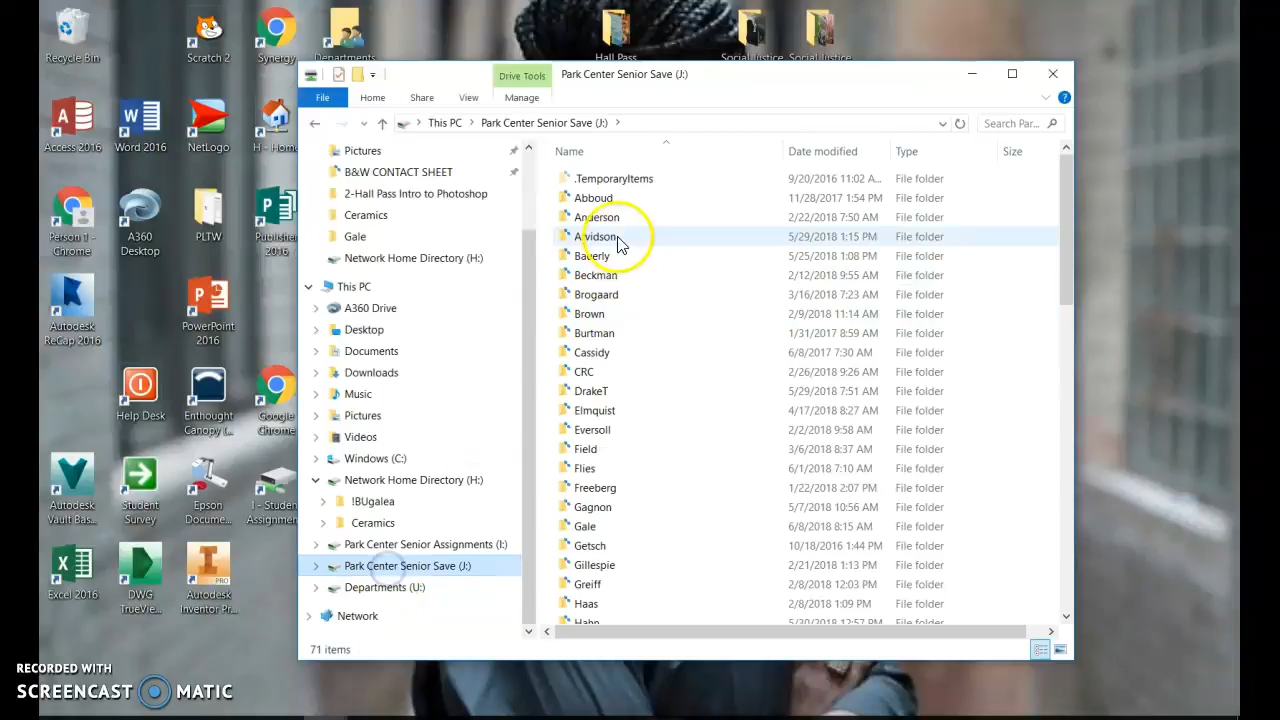 Recycle Bin
Scratch 2
Synergy
Departments
Hall Pass
Social Justice
Social Justice
Access 2016
Word 2016
NetLogo
H - Home
Person 1 -
Chrome
A360
Desktop
PLTW
Publisher
2016
Autodesk
ReCap 2016
PowerPoint
2016
Help Desk
Enthought
Canopy (...
Google
Chrome
Autodesk
Vault Bas...
Student
Survey
Epson
Docume...
I - Studen
Assignmen
Excel 2016
DWG
TrueVie...
Autodesk
Inventor Pr...
Drive Tools
Park Center Senior Save (J:)
File
Home
Share
View
Manage
This PC
Park Center Senior Save (J:)
Search Par...
Pictures
B&W CONTACT SHEET
2-Hall Pass Intro to Photoshop
Ceramics
Gale
Network Home Directory (H:)
This PC
A360 Drive
Desktop
Documents
Downloads
Music
Pictures
Videos
Windows (C:)
Network Home Directory (H:)
!BUgalea
Ceramics
Park Center Senior Assignments (I:)
Park Center Senior Save (J:)
Departments (U:)
Network
Name Date modified Type Size
.TemporaryItems 9/20/2016 11:02 A... File folder
Abboud 11/28/2017 1:54 PM File folder
Anderson 2/22/2018 7:50 AM File folder
Arvidson 5/29/2018 1:15 PM File folder
Bauerly 5/25/2018 1:08 PM File folder
Beckman 2/12/2018 9:55 AM File folder
Brogaard 3/16/2018 7:23 AM File folder
Brown 2/9/2018 11:14 AM File folder
Burtman 1/31/2017 8:59 AM File folder
Cassidy 6/8/2017 7:30 AM File folder
CRC 2/26/2018 9:26 AM File folder
DrakeT 5/29/2018 7:51 AM File folder
Elmquist 4/17/2018 8:27 AM File folder
Eversoll 2/2/2018 9:58 AM File folder
Field 3/6/2018 8:37 AM File folder
Flies 6/1/2018 7:10 AM File folder
Freeberg 1/22/2018 2:07 PM File folder
Gagnon 5/7/2018 10:56 AM File folder
Gale 6/8/2018 8:15 AM File folder
Getsch 10/18/2016 1:44 PM File folder
Gillespie 2/21/2018 1:13 PM File folder
Greiff 2/8/2018 12:03 PM File folder
Haas 2/8/2018 1:09 PM File folder
Hahn 5/30/2018 12:57 PM File folder
71 items
RECORDED WITH
SCREENCAST MATIC